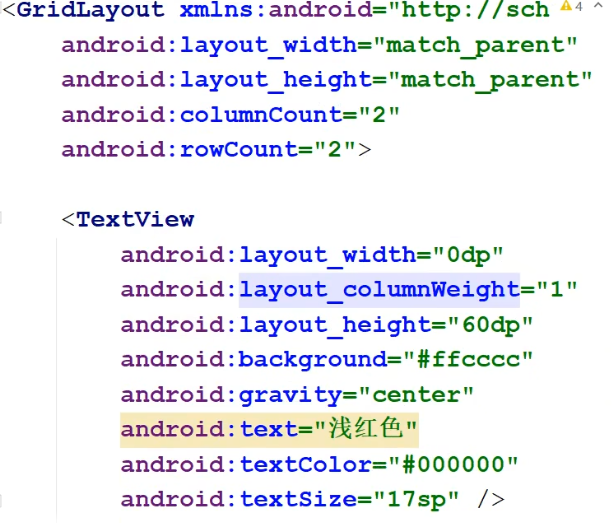 <GridLayout xmlns:android="http://sch 4
android:layout_width="match_parent"
android:layout_height="match_parent"
android:columnCount="2"
android:rowCount="2">
<TextView
android:layout_width="0dp"
android:layout_columnWeight="1"
android:layout_height="60dp"
android:background="#ffcccc"
android:gravity="center"
android:text="浅红色"
android:textColor="#000000"
android:textSize="17sp" />